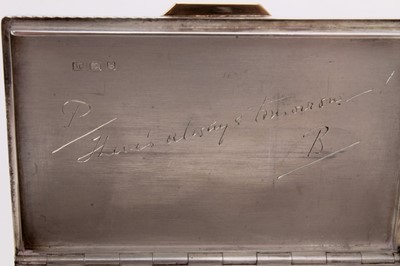 P/
There's always tomorrow—!
B